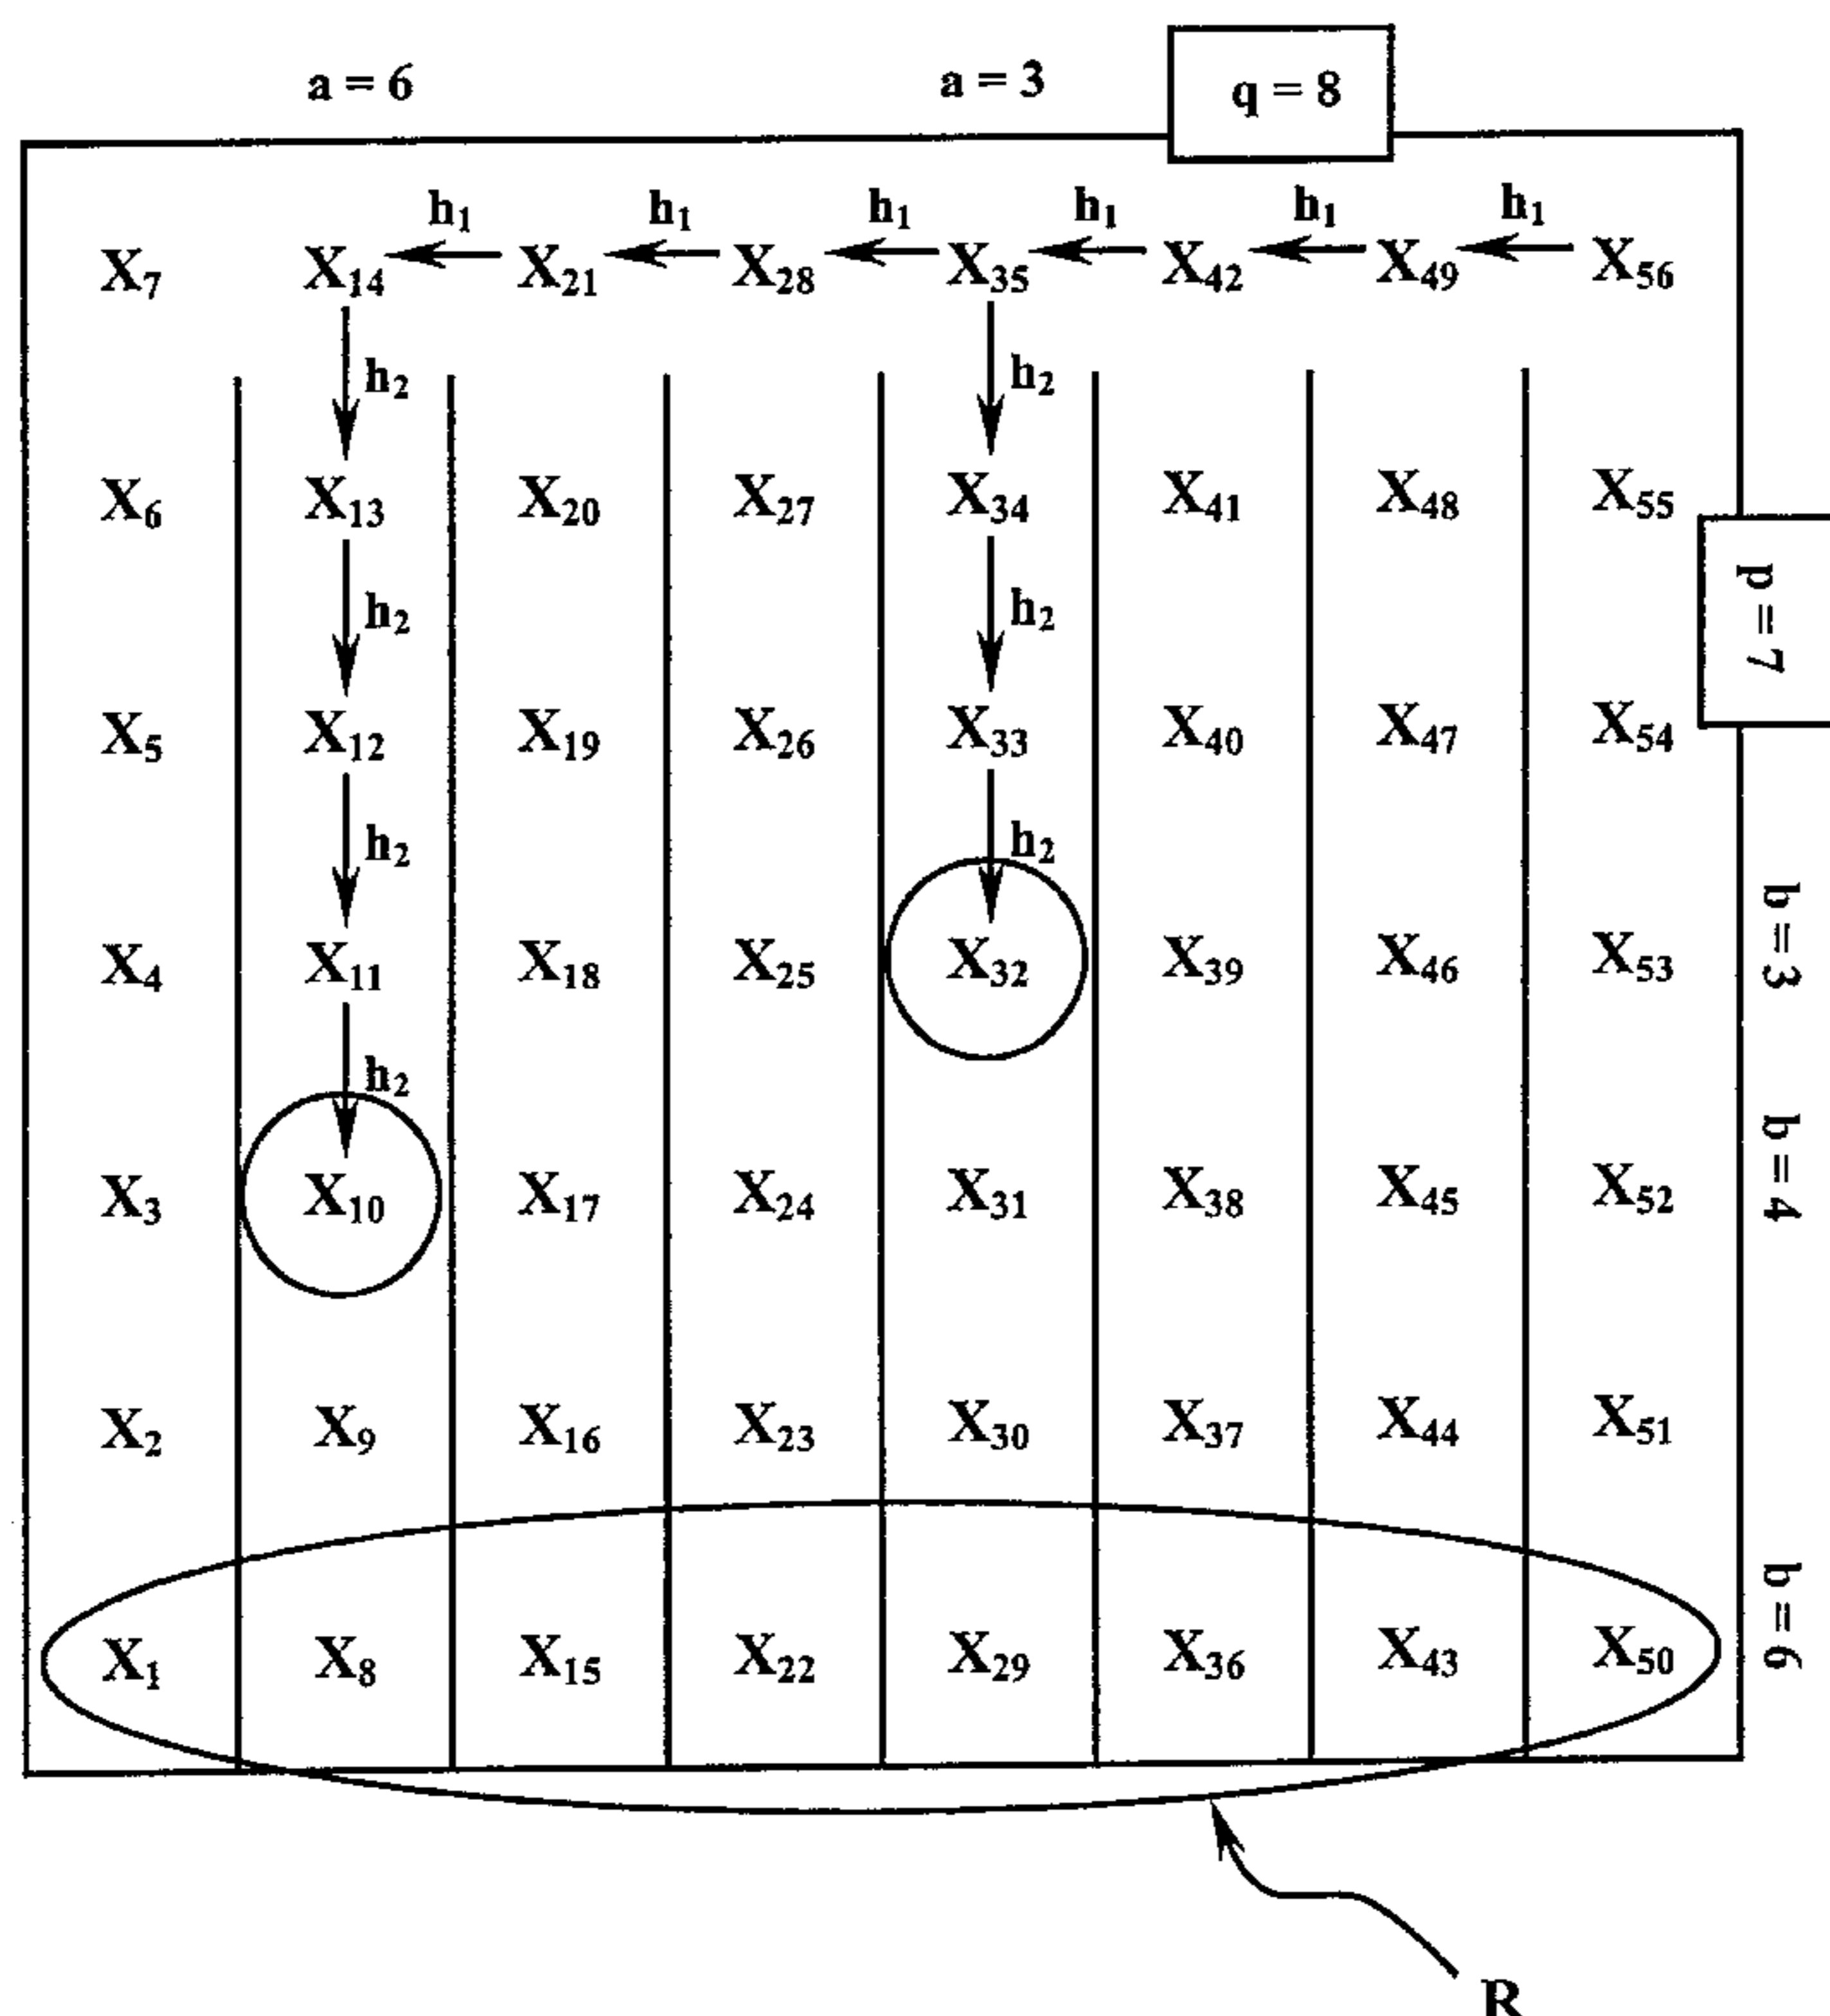 a = 6 a = 3 q = 8
h₁ h₁ h₁ h₁ h₁ h₁
X₇ X₁₄ X₂₁ X₂₈ X₃₅ X₄₂ X₄₉ X₵₆
h₂ h₂
X₆ X₁₃ X₂₀ X₂₇ X₃₄ X₄₁ X₄₈ X₅₅
p = 7
h₂ h₂
X₅ X₁₂ X₁₉ X₂₆ X₃₃ X₄₀ X₄₇ X₅₄
h₂ h₂
X₄ X₁₁ X₁₈ X₂₅ X₃₂ X₃₉ X₄₆ X₅₃
b = 3
h₂
X₃ X₁₀ X₁₇ X₂₄ X₃₁ X₃₈ X₄₅ X₅₂
b = 4
X₂ X₉ X₁₆ X₂₃ X₃₀ X₃₇ X₄₄ X₅₁
X₁ X₈ X₁₅ X₂₂ X₂₉ X₃₆ X₄₃ X₅₀
b = 6
R